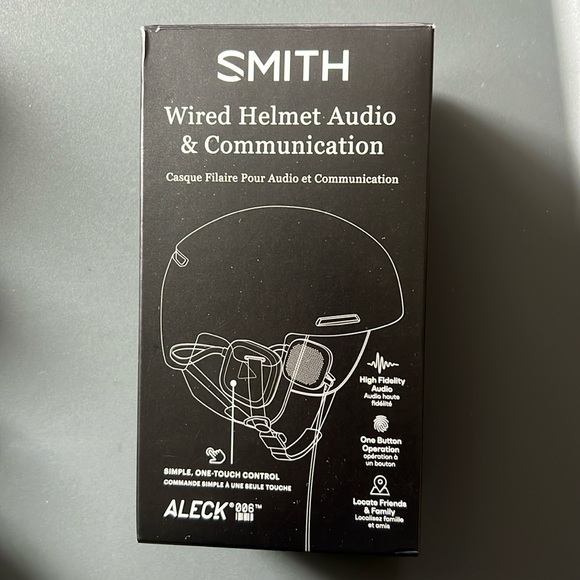 SMITH
Wired Helmet Audio
& Communication
Casque Filaire Pour Audio et Communication
High Fidelity
Audio
Audio haute
fidélité
One Button
Operation
opération à
un bouton
Locate Friends
& Family
Localisez famille
et amis
SIMPLE, ONE-TOUCH CONTROL
COMMANDE SIMPLE À UNE SEULE TOUCHE
ALECK® 006™